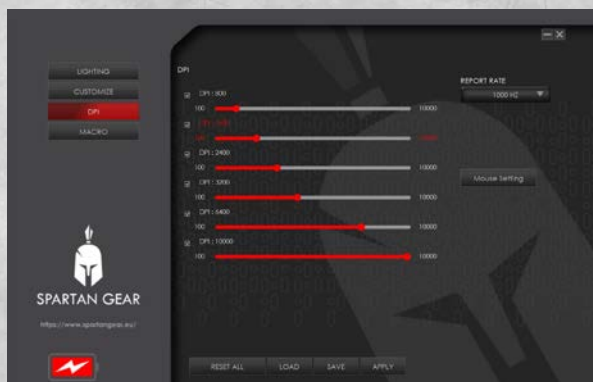 LIGHTING
CUSTOMIZE
DPI
MACRO
SPARTAN GEAR
https://www.spartangear.eu/
DPI
DPI : 800
100 10000
100 10000
DPI : 2400
100 10000
DPI : 3200
100 10000
DPI : 6400
100 10000
DPI : 10000
100 10000
REPORT RATE
1000 HZ
Mouse Setting
RESET ALL
LOAD
SAVE
APPLY